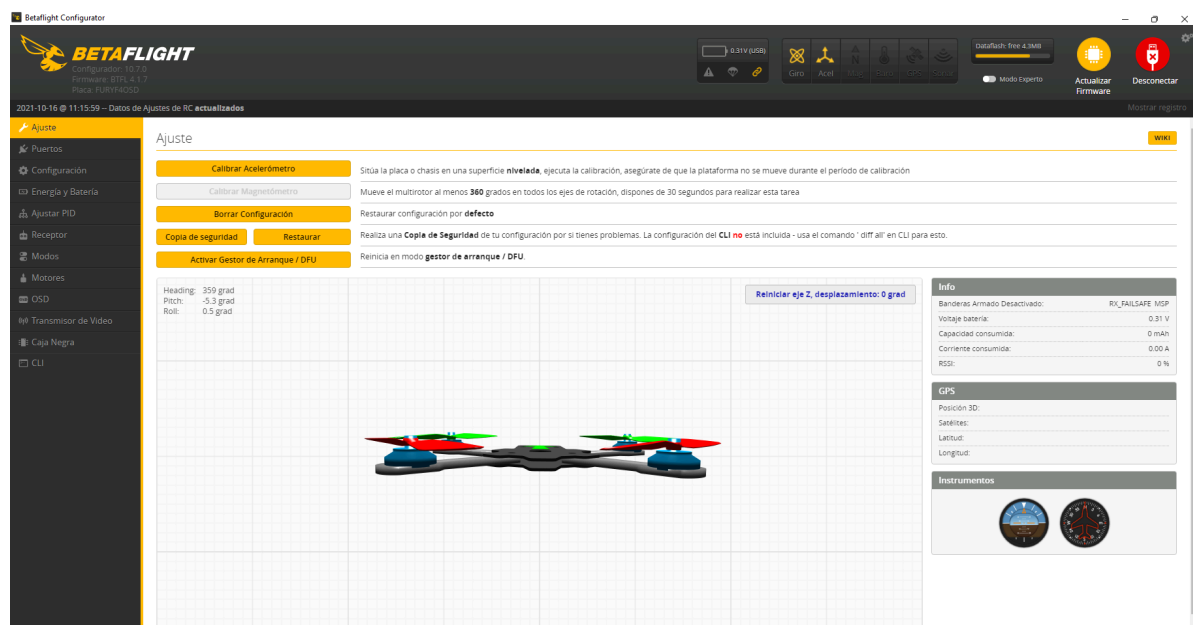 Betaflight Configurator
BETAFLIGHT
Configurador: 10.7.0
Firmware: BTFL 4.1.7
Placa: FURYF4OSD
0.31V (USB)
Giro Acel Mag Baro GPS Sonar
Dataflash: free 4,3MB
Modo Experto
Actualizar Firmware
Desconectar
2021-10-16 @ 11:15:59 -- Datos de Ajustes de RC actualizados
Mostrar registro
Ajuste
Puertos
Configuración
Energía y Batería
Ajustar PID
Receptor
Modos
Motores
OSD
Transmisor de Video
Caja Negra
CLI
Ajuste
WIKI
Calibrar Acelerómetro
Sitúa la placa o chasis en una superficie nivelada, ejecuta la calibración, asegúrate de que la plataforma no se mueve durante el período de calibración
Calibrar Magnetómetro
Mueve el multirotor al menos 360 grados en todos los ejes de rotación, dispones de 30 segundos para realizar esta tarea
Borrar Configuración
Restaurar configuración por defecto
Copia de seguridad Restaurar
Realiza una Copia de Seguridad de tu configuración por si tienes problemas. La configuración del CLI no está incluida - usa el comando ' diff all' en CLI para esto.
Activar Gestor de Arranque / DFU
Reinicia en modo gestor de arranque / DFU.
Heading: 359 grad
Pitch: -5.3 grad
Roll: 0.5 grad
Reiniciar eje Z, desplazamiento: 0 grad
Info
Banderas Armado Desactivado: RX_FAILSAFE MSP
Voltaje batería: 0.31 V
Capacidad consumida: 0 mAh
Corriente consumida: 0.00 A
RSSI: 0 %
GPS
Posición 3D:
Satélites:
Latitud:
Longitud:
Instrumentos